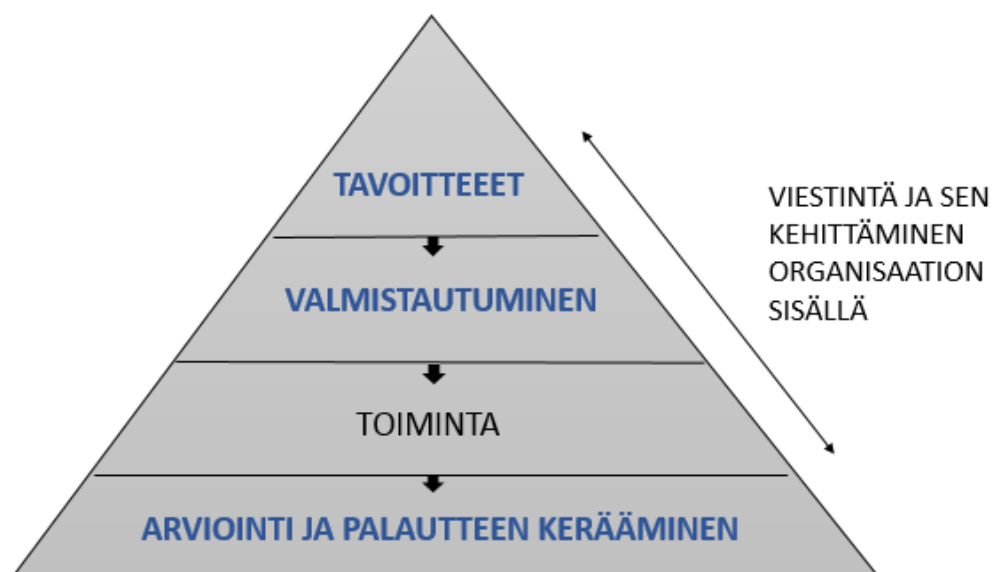 TAVOITTEEET
VALMISTAUTUMINEN
TOIMINTA
ARVIOINTI JA PALAUTTEEN KERÄÄMINEN
VIESTINTÄ JA SEN
KEHITTÄMINEN
ORGANISAATION
SISÄLLÄ